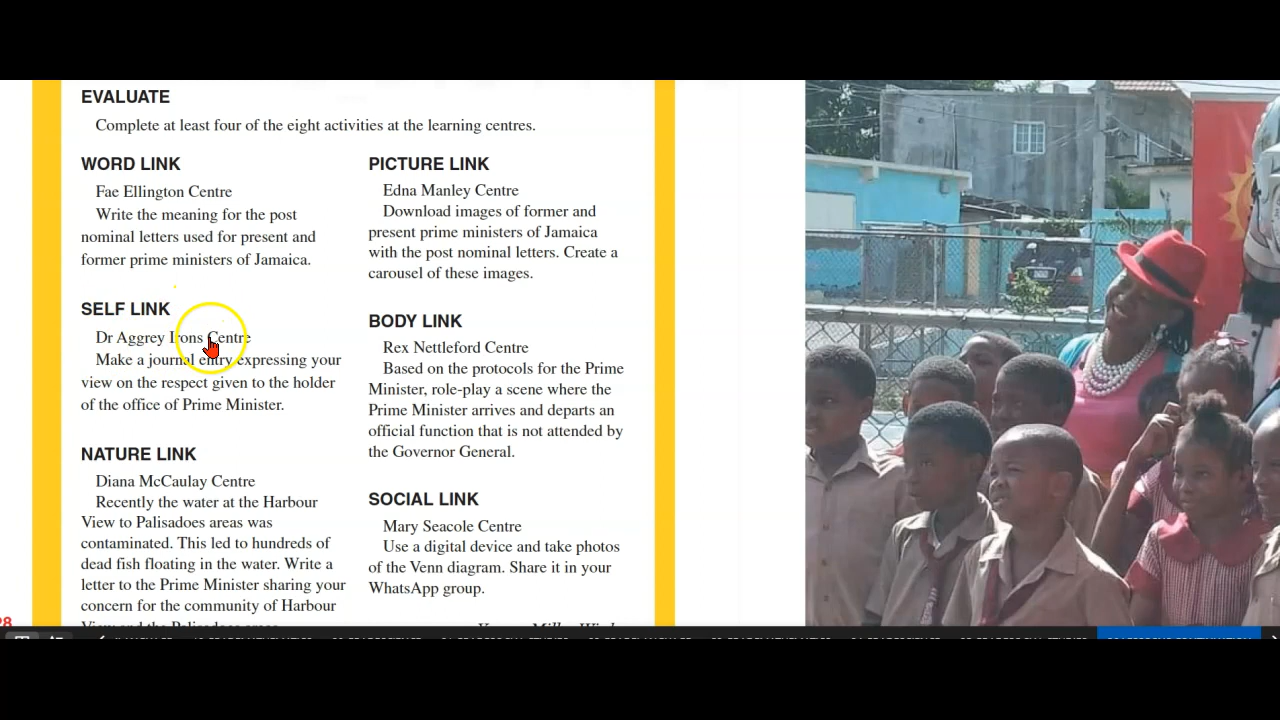 EVALUATE
Complete at least four of the eight activities at the learning centres.
WORD LINK
Fae Ellington Centre
Write the meaning for the post
nominal letters used for present and
former prime ministers of Jamaica.
SELF LINK
Dr Aggrey Irons Centre
Make a journal entry expressing your
view on the respect given to the holder
of the office of Prime Minister.
NATURE LINK
Diana McCaulay Centre
Recently the water at the Harbour
View to Palisadoes areas was
contaminated. This led to hundreds of
dead fish floating in the water. Write a
letter to the Prime Minister sharing your
concern for the community of Harbour
View and the Palisadoes areas
PICTURE LINK
Edna Manley Centre
Download images of former and
present prime ministers of Jamaica
with the post nominal letters. Create a
carousel of these images.
BODY LINK
Rex Nettleford Centre
Based on the protocols for the Prime
Minister, role-play a scene where the
Prime Minister arrives and departs an
official function that is not attended by
the Governor General.
SOCIAL LINK
Mary Seacole Centre
Use a digital device and take photos
of the Venn diagram. Share it in your
WhatsApp group.
28